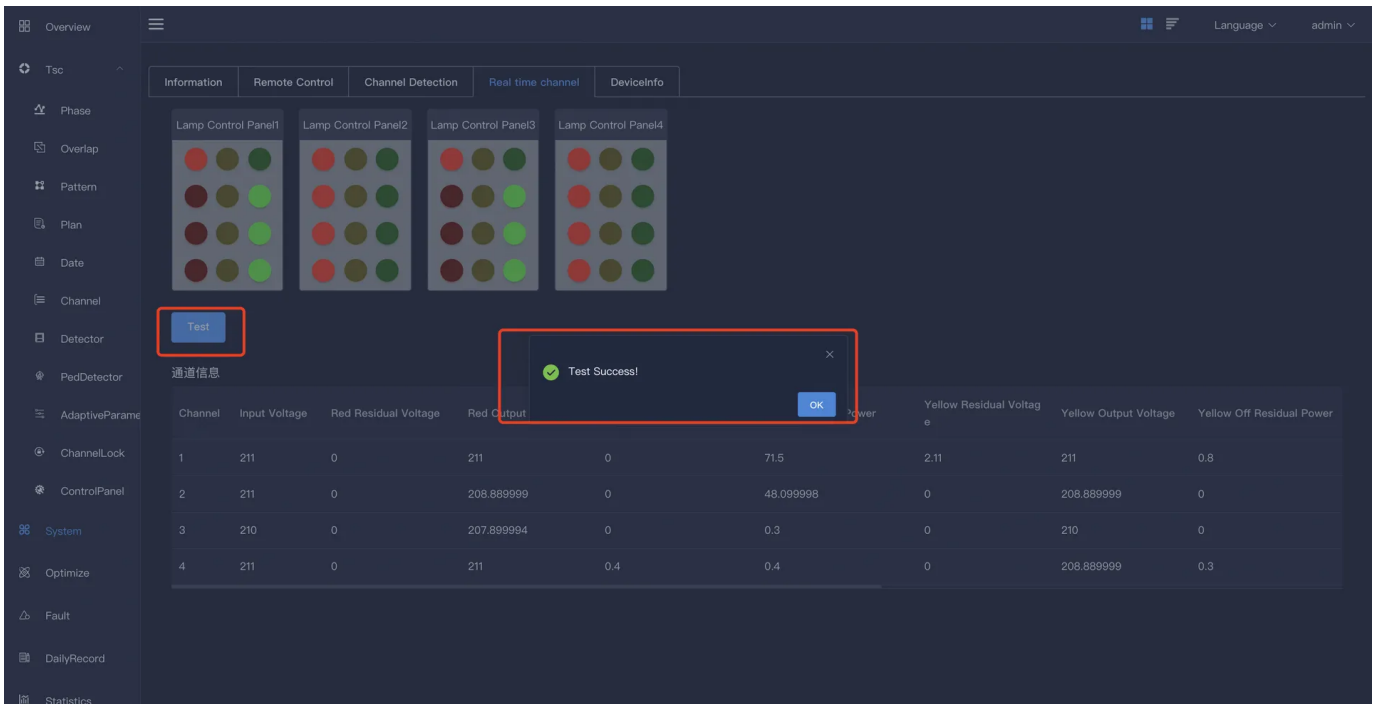 Overview
Language
admin
Tsc
Phase
Overlap
Pattern
Plan
Date
Channel
Detector
PedDetector
AdaptiveParame
ChannelLock
ControlPanel
System
Optimize
Fault
DailyRecord
Statistics
Information Remote Control Channel Detection Real time channel DeviceInfo
Lamp Control Panel1 Lamp Control Panel2 Lamp Control Panel3 Lamp Control Panel4
Test
Test Success!
OK
通道信息
Channel Input Voltage Red Residual Voltage Red Output Power Yellow Residual Voltag
e Yellow Output Voltage Yellow Off Residual Power
1 211 0 211 0 71.5 2.11 211 0.8
2 211 0 208.889999 0 48.099998 0 208.889999 0
3 210 0 207.899994 0 0.3 0 210 0
4 211 0 211 0.4 0.4 0 208.889999 0.3